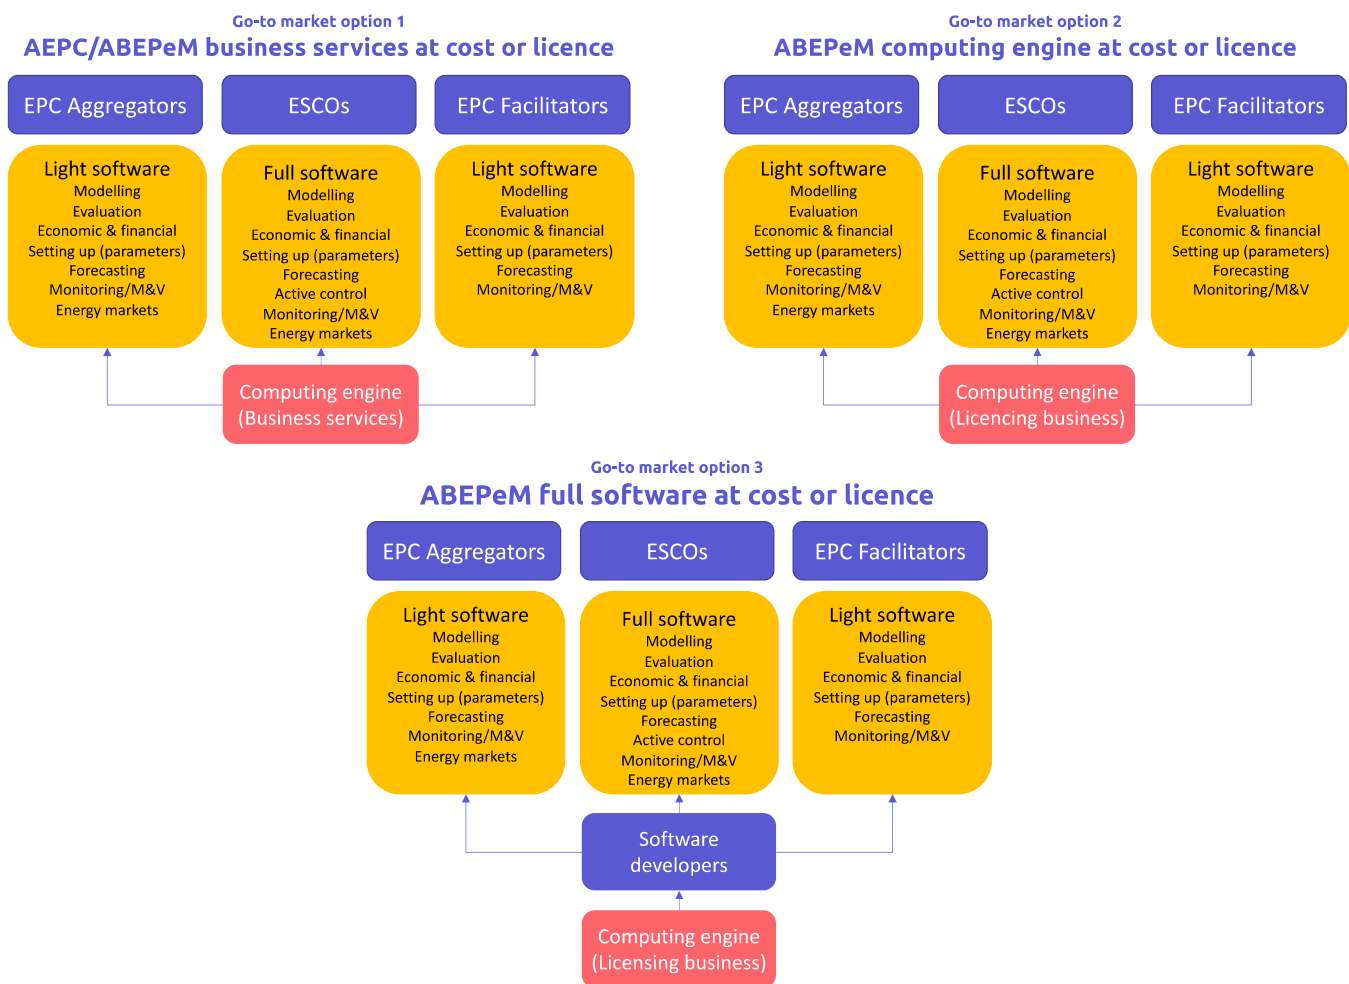 Go-to market option 1
AEPC/ABEPeM business services at cost or licence
EPC Aggregators
ESCOs
EPC Facilitators
Light software
Modelling
Evaluation
Economic & financial
Setting up (parameters)
Forecasting
Monitoring/M&V
Energy markets
Full software
Modelling
Evaluation
Economic & financial
Setting up (parameters)
Forecasting
Active control
Monitoring/M&V
Energy markets
Light software
Modelling
Evaluation
Economic & financial
Setting up (parameters)
Forecasting
Monitoring/M&V
Computing engine
(Business services)
Go-to market option 2
ABEPeM computing engine at cost or licence
EPC Aggregators
ESCOs
EPC Facilitators
Light software
Modelling
Evaluation
Economic & financial
Setting up (parameters)
Forecasting
Monitoring/M&V
Energy markets
Full software
Modelling
Evaluation
Economic & financial
Setting up (parameters)
Forecasting
Active control
Monitoring/M&V
Energy markets
Light software
Modelling
Evaluation
Economic & financial
Setting up (parameters)
Forecasting
Monitoring/M&V
Computing engine
(Licencing business)
Go-to market option 3
ABEPeM full software at cost or licence
EPC Aggregators
ESCOs
EPC Facilitators
Light software
Modelling
Evaluation
Economic & financial
Setting up (parameters)
Forecasting
Monitoring/M&V
Energy markets
Full software
Modelling
Evaluation
Economic & financial
Setting up (parameters)
Forecasting
Active control
Monitoring/M&V
Energy markets
Light software
Modelling
Evaluation
Economic & financial
Setting up (parameters)
Forecasting
Monitoring/M&V
Software
developers
Computing engine
(Licensing business)